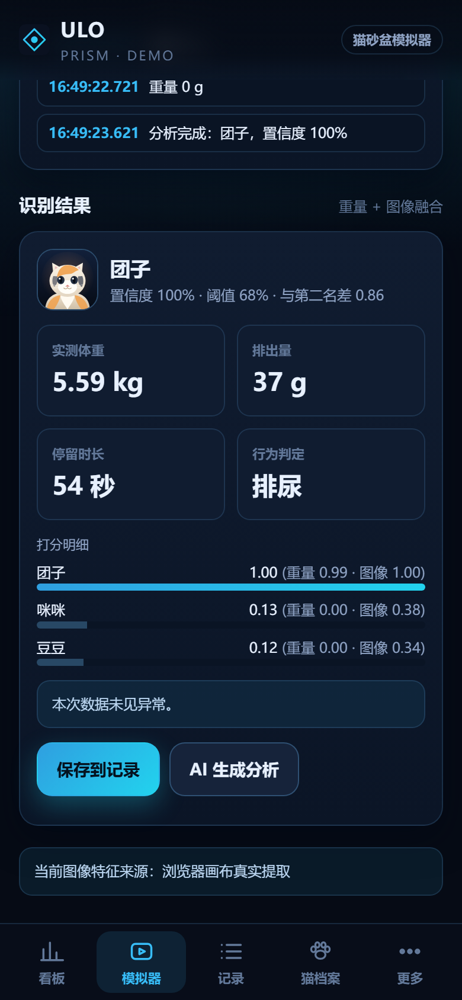 ULO
PRISM · DEMO
猫砂盆模拟器
16:49:22.721 重量 0 g
16:49:23.621 分析完成：团子，置信度 100%
识别结果
重量 + 图像融合
团子
置信度 100% · 阈值 68% · 与第二名差 0.86
实测体重
5.59 kg
排出量
37 g
停留时长
54 秒
行为判定
排尿
打分明细
团子 1.00 (重量 0.99 · 图像 1.00)
咪咪 0.13 (重量 0.00 · 图像 0.38)
豆豆 0.12 (重量 0.00 · 图像 0.34)
本次数据未见异常。
保存到记录
AI 生成分析
当前图像特征来源：浏览器画布真实提取
看板
模拟器
记录
猫档案
更多